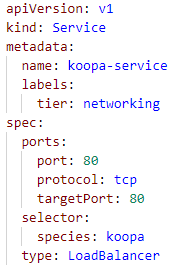 apiVersion: v1
kind: Service
metadata:
  name: koopa-service
  labels:
    tier: networking
spec:
  ports:
    port: 80
    protocol: tcp
    targetPort: 80
  selector:
    species: koopa
  type: LoadBalancer